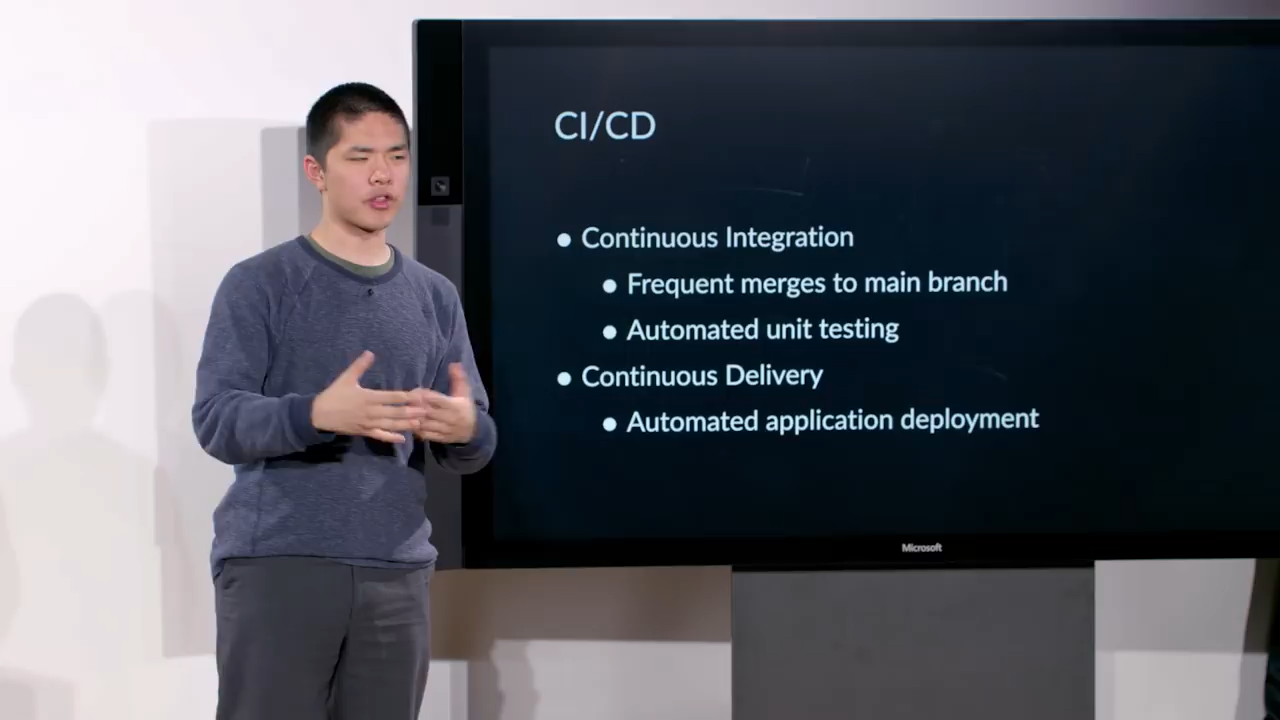 CI/CD
● Continuous Integration
● Frequent merges to main branch
● Automated unit testing
● Continuous Delivery
● Automated application deployment
Microsoft